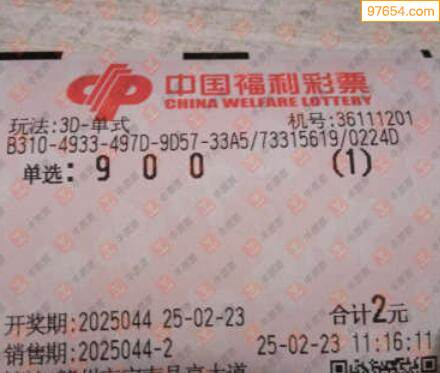 97654.com
中国福利彩票
CHINA WELFARE LOTTERY
玩法:3D-单式 机号:36111201
B310-4933-497D-9D57-33A5/73315619/0224D
单选: 9 0 0 (1)
开奖期:2025044 25-02-23 合计2元
销售期:2025044-2 25-02-23 11:16:11